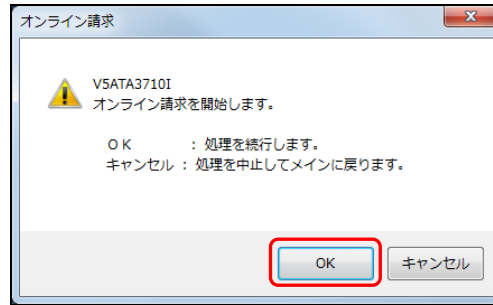 オンライン請求
V5ATA3710I
オンライン請求を開始します。
ＯＫ　　　：処理を続行します。
キャンセル：処理を中止してメインに戻ります。
OK
キャンセル